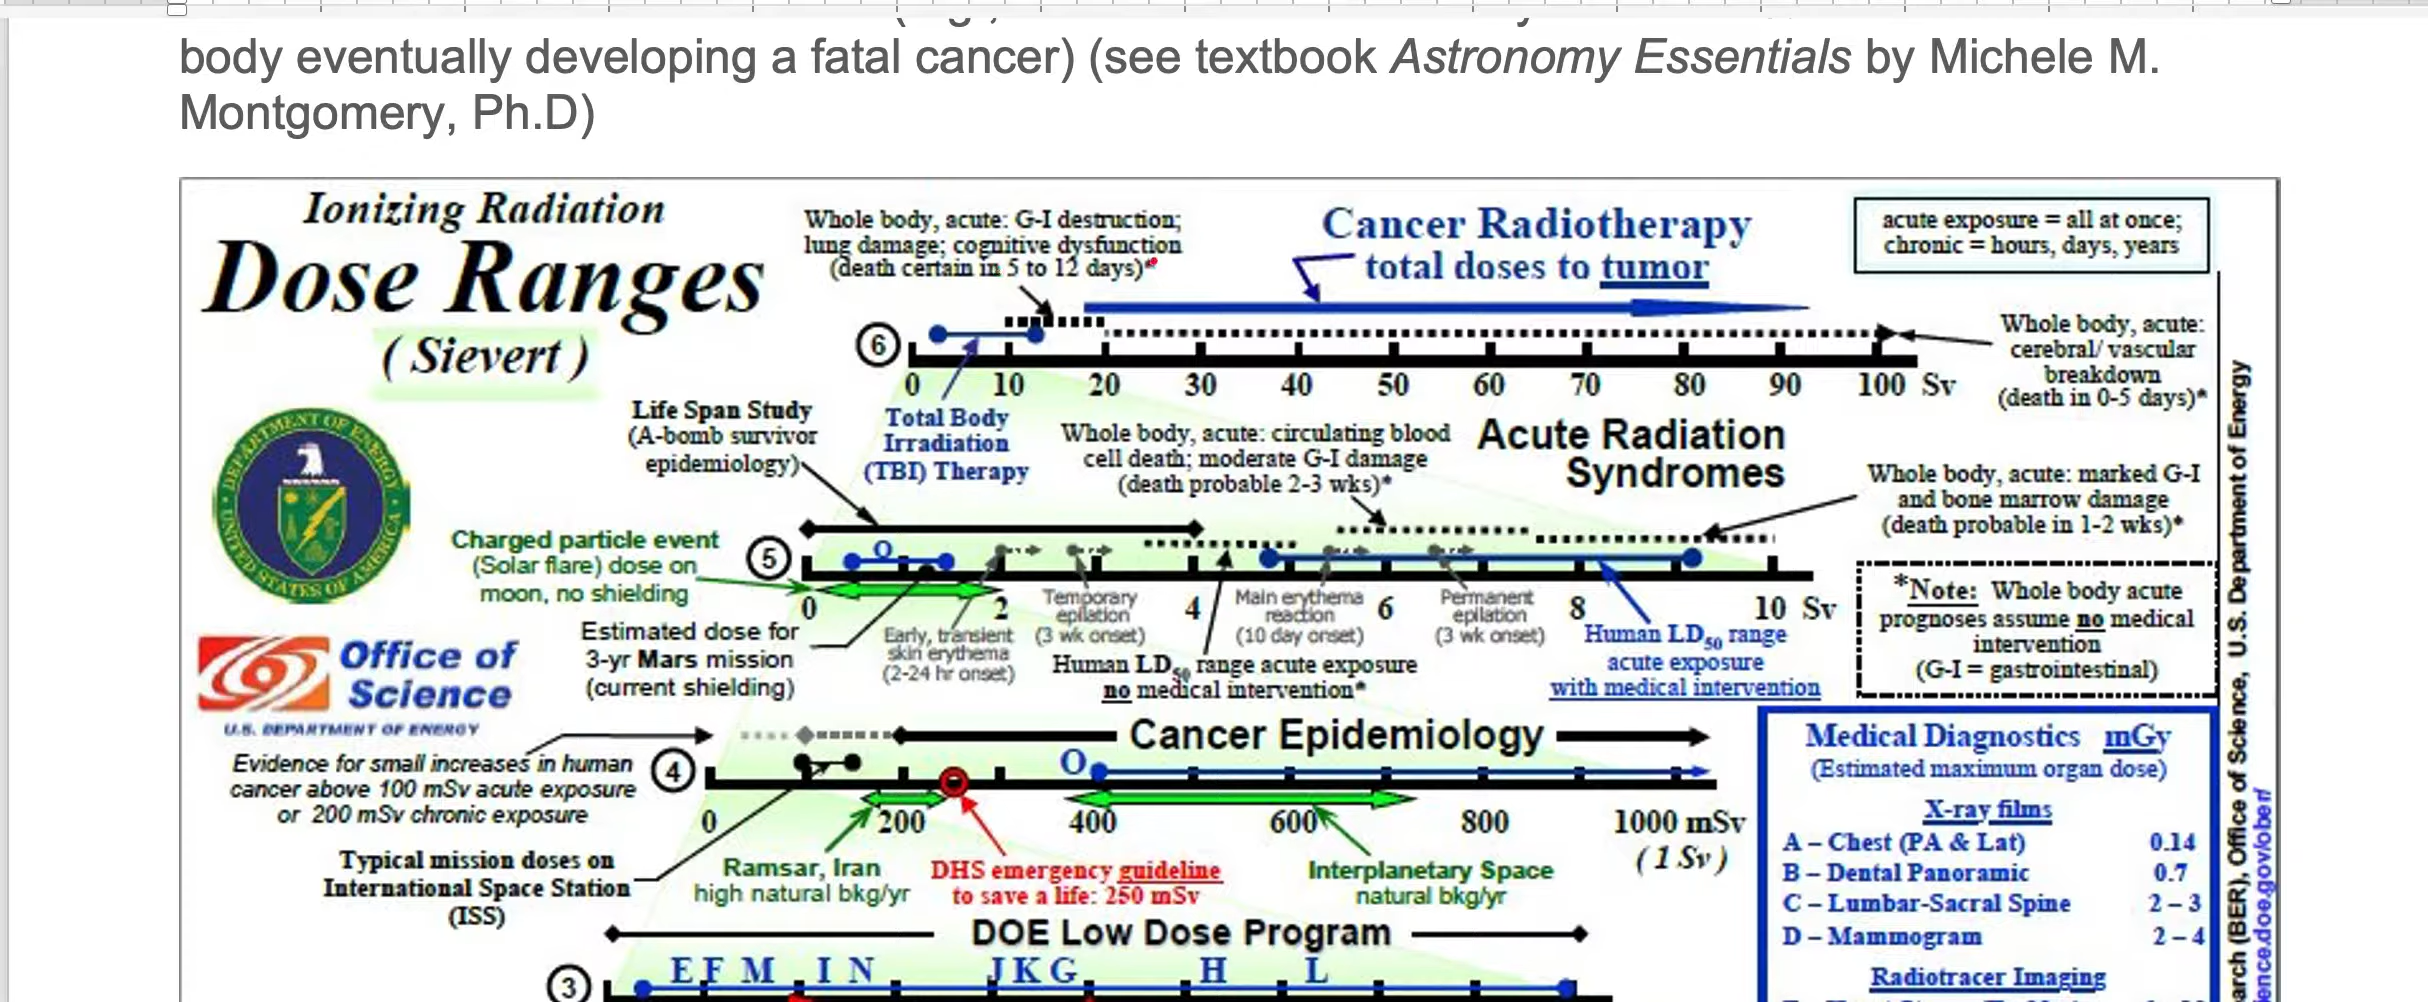 body eventually developing a fatal cancer) (see textbook Astronomy Essentials by Michele M.
Montgomery, Ph.D)
Ionizing Radiation
Dose Ranges
( Sievert )
Whole body, acute: G-I destruction;
lung damage; cognitive dysfunction
(death certain in 5 to 12 days)*
Cancer Radiotherapy
total doses to tumor
acute exposure = all at once;
chronic = hours, days, years
6
0 10 20 30 40 50 60 70 80 90 100 Sv
Whole body, acute:
cerebral/ vascular
breakdown
(death in 0-5 days)*
Life Span Study
(A-bomb survivor
epidemiology)
Total Body
Irradiation
(TBI) Therapy
Whole body, acute: circulating blood
cell death; moderate G-I damage
(death probable 2-3 wks)*
Acute Radiation
Syndromes
Whole body, acute: marked G-I
and bone marrow damage
(death probable in 1-2 wks)*
DEPARTMENT OF ENERGY
UNITED STATES OF AMERICA
Charged particle event
(Solar flare) dose on
moon, no shielding
5
O
0 2 4 6 8 10 Sv
Estimated dose for
3-yr Mars mission
(current shielding)
Early, transient
skin erythema
(2-24 hr onset)
Temporary
epilation
(3 wk onset)
Main erythema
reaction
(10 day onset)
Permanent
epilation
(3 wk onset)
Human LD50 range acute exposure
no medical intervention*
Human LD50 range
acute exposure
with medical intervention
*Note: Whole body acute
prognoses assume no medical
intervention
(G-I = gastrointestinal)
Office of
Science
U.S. DEPARTMENT OF ENERGY
Evidence for small increases in human
cancer above 100 mSv acute exposure
or 200 mSv chronic exposure
Cancer Epidemiology
4
O
0 200 400 600 800 1000 mSv
( 1 Sv )
Typical mission doses on
International Space Station
(ISS)
Ramsar, Iran
high natural bkg/yr
DHS emergency guideline
to save a life: 250 mSv
Interplanetary Space
natural bkg/yr
DOE Low Dose Program
3
E F M I N J K G H L
Medical Diagnostics mGy
(Estimated maximum organ dose)
X-ray films
A – Chest (PA & Lat) 0.14
B – Dental Panoramic 0.7
C – Lumbar-Sacral Spine 2 – 3
D – Mammogram 2 – 4
Radiotracer Imaging
(BER), Office of Science, U.S. Department of Energy